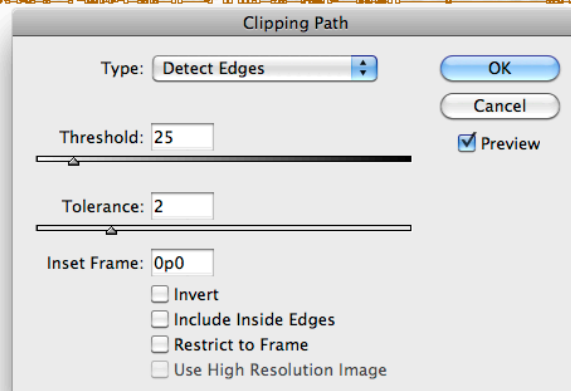 Clipping Path
Type: Detect Edges
OK
Cancel
Threshold: 25
Preview
Tolerance: 2
Inset Frame: 0p0
Invert
Include Inside Edges
Restrict to Frame
Use High Resolution Image